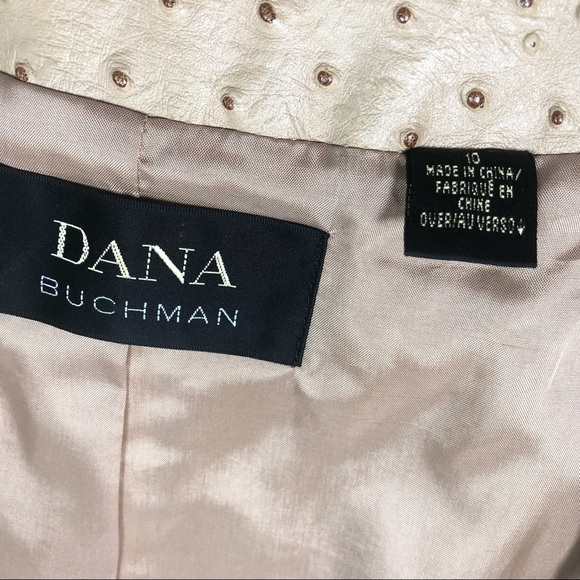 DANA
BUCHMAN
10
MADE IN CHINA/
FABRIQUÉ EN
CHINE
OVER/AU VERSO